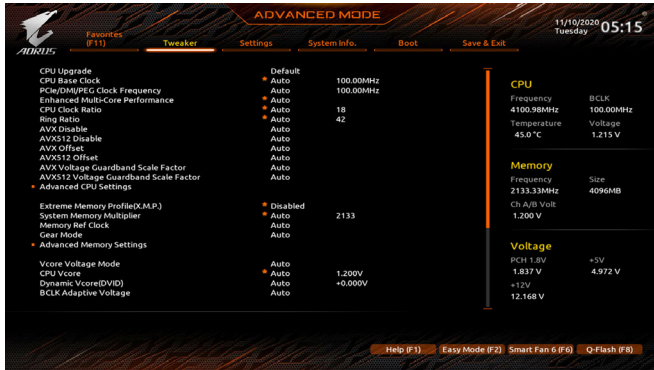 ADVANCED MODE
11/10/2020 Tuesday 05:15
AORUS
Favorites (F11) Tweaker Settings System Info. Boot Save & Exit
CPU Upgrade Default
CPU Base Clock * Auto 100.00MHz
PCIe/DMI/PEG Clock Frequency Auto 100.00MHz
Enhanced Multi-Core Performance * Auto
CPU Clock Ratio * Auto 18
Ring Ratio * Auto 42
AVX Disable Auto
AVX512 Disable Auto
AVX Offset Auto
AVX512 Offset Auto
AVX Voltage Guardband Scale Factor Auto
AVX512 Voltage Guardband Scale Factor Auto
Advanced CPU Settings
Extreme Memory Profile(X.M.P.) * Disabled
System Memory Multiplier * Auto 2133
Memory Ref Clock Auto
Gear Mode Auto
Advanced Memory Settings
Vcore Voltage Mode Auto
CPU Vcore * Auto 1.200V
Dynamic Vcore(DVID) Auto +0.000V
BCLK Adaptive Voltage Auto
CPU
Frequency BCLK
4100.98MHz 100.00MHz
Temperature Voltage
45.0 °C 1.215 V
Memory
Frequency Size
2133.33MHz 4096MB
Ch A/B Volt
1.200 V
Voltage
PCH 1.8V +5V
1.837 V 4.972 V
+12V
12.168 V
Help (F1) Easy Mode (F2) Smart Fan 6 (F6) Q-Flash (F8)